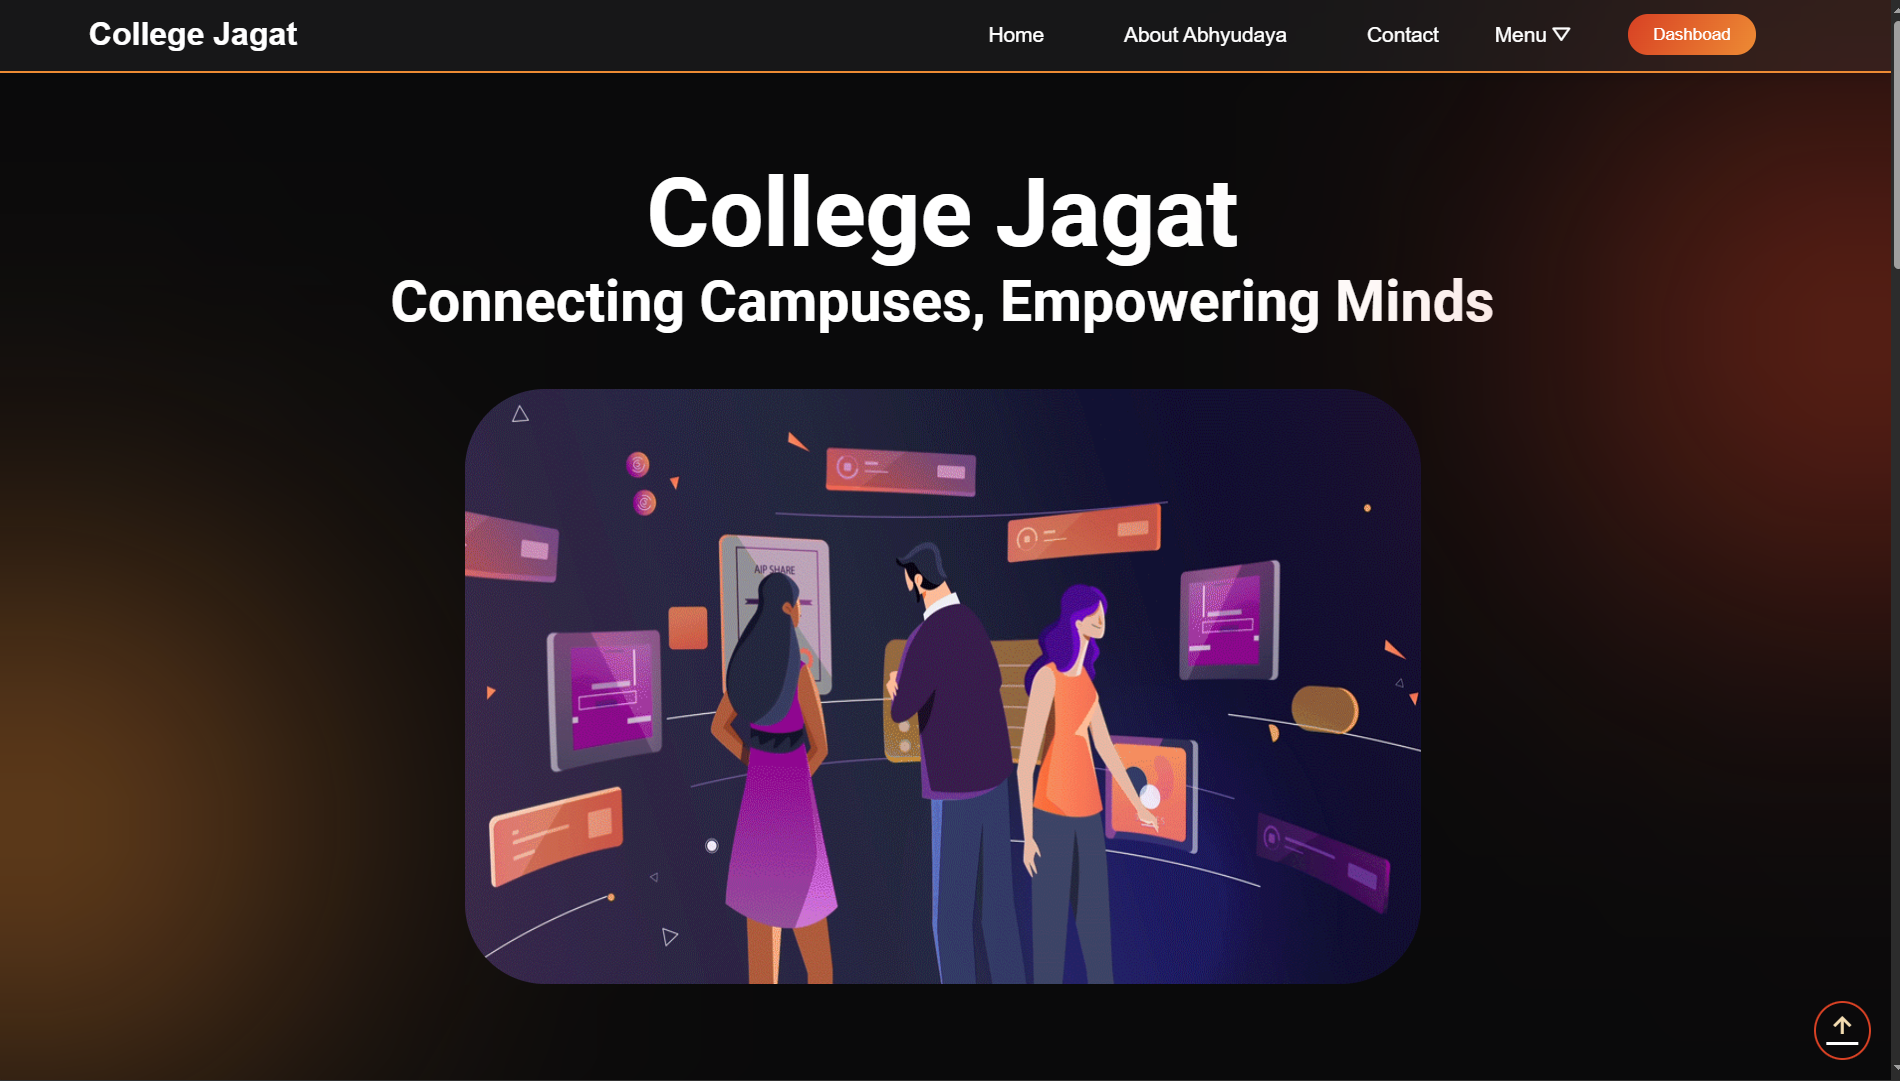 College Jagat
Home
About Abhyudaya
Contact
Menu
Dashboad
College Jagat
Connecting Campuses, Empowering Minds
AIP SHARE